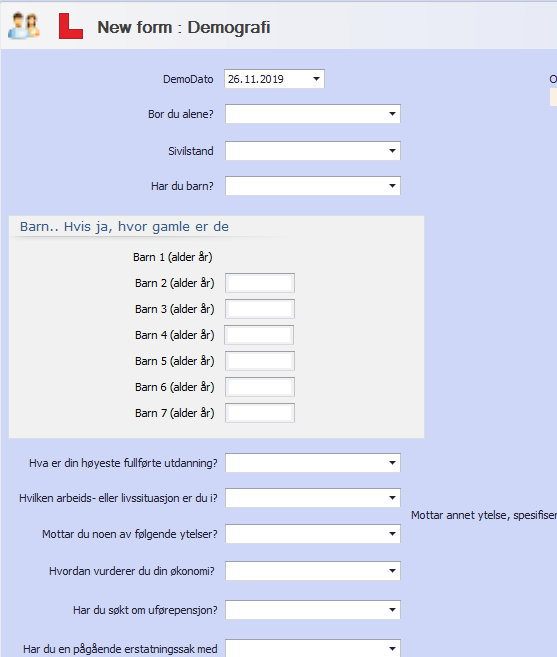 New form : Demografi
DemoDato 26.11.2019
Bor du alene?
Sivilstand
Har du barn?
Barn.. Hvis ja, hvor gamle er de
Barn 1 (alder år)
Barn 2 (alder år)
Barn 3 (alder år)
Barn 4 (alder år)
Barn 5 (alder år)
Barn 6 (alder år)
Barn 7 (alder år)
Hva er din høyeste fullførte utdanning?
Hvilken arbeids- eller livssituasjon er du i?
Mottar annet ytelse, spesifiser
Mottar du noen av følgende ytelser?
Hvordan vurderer du din økonomi?
Har du søkt om uførepensjon?
Har du en pågående erstatningssak med